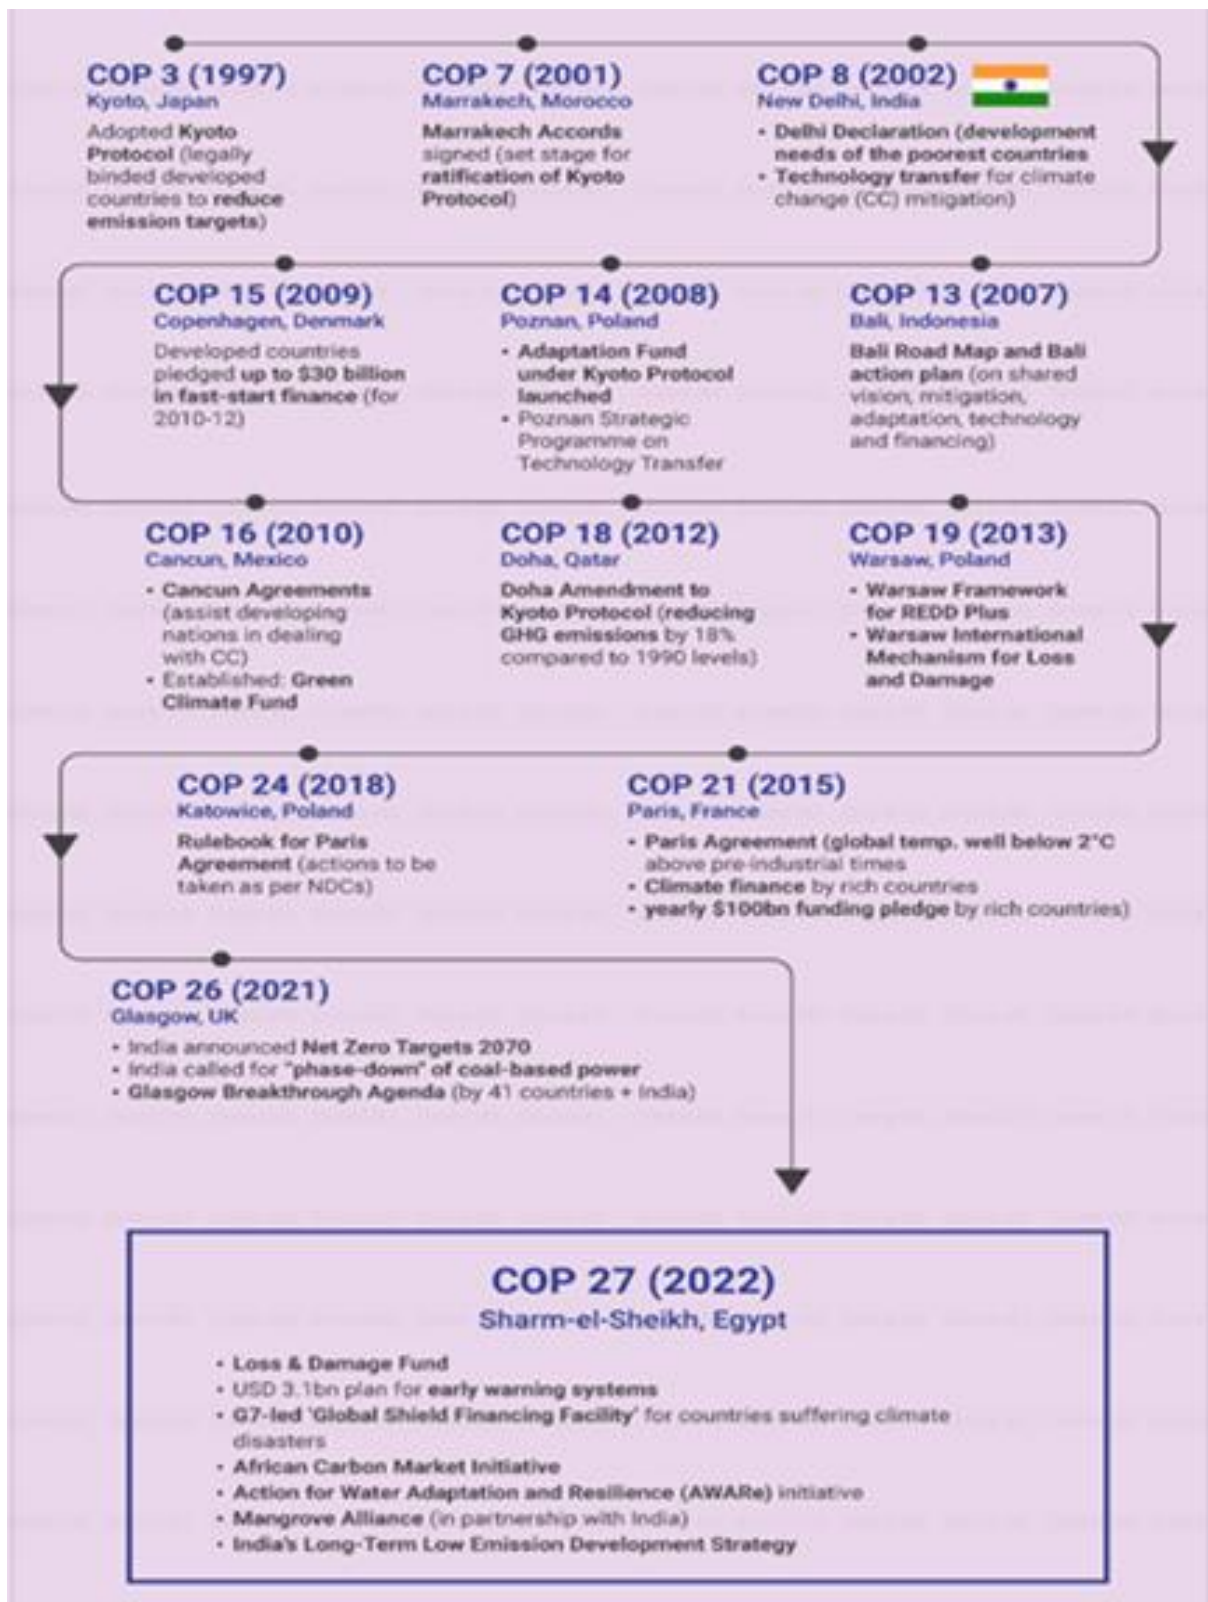 COP 3 (1997)
Kyoto, Japan
Adopted Kyoto
Protocol (legally
binded developed
countries to reduce
emission targets)
COP 7 (2001)
Marrakech, Morocco
Marrakech Accords
signed (set stage for
ratification of Kyoto
Protocol)
COP 8 (2002)
New Delhi, India
• Delhi Declaration (development
needs of the poorest countries
• Technology transfer for climate
change (CC) mitigation)
COP 15 (2009)
Copenhagen, Denmark
Developed countries
pledged up to $30 billion
in fast-start finance (for
2010-12)
COP 14 (2008)
Poznan, Poland
• Adaptation Fund
under Kyoto Protocol
launched
• Poznan Strategic
Programme on
Technology Transfer
COP 13 (2007)
Bali, Indonesia
Bali Road Map and Bali
action plan (on shared
vision, mitigation,
adaptation, technology
and financing)
COP 16 (2010)
Cancun, Mexico
• Cancun Agreements
(assist developing
nations in dealing
with CC)
• Established: Green
Climate Fund
COP 18 (2012)
Doha, Qatar
Doha Amendment to
Kyoto Protocol (reducing
GHG emissions by 18%
compared to 1990 levels)
COP 19 (2013)
Warsaw, Poland
• Warsaw Framework
for REDD Plus
• Warsaw International
Mechanism for Loss
and Damage
COP 24 (2018)
Katowice, Poland
Rulebook for Paris
Agreement (actions to be
taken as per NDCs)
COP 21 (2015)
Paris, France
• Paris Agreement (global temp. well below 2°C
above pre-industrial times
• Climate finance by rich countries
• yearly $100bn funding pledge by rich countries)
COP 26 (2021)
Glasgow, UK
• India announced Net Zero Targets 2070
• India called for "phase-down" of coal-based power
• Glasgow Breakthrough Agenda (by 41 countries + India)
COP 27 (2022)
Sharm-el-Sheikh, Egypt
• Loss & Damage Fund
• USD 3.1bn plan for early warning systems
• G7-led 'Global Shield Financing Facility' for countries suffering climate
disasters
• African Carbon Market Initiative
• Action for Water Adaptation and Resilience (AWARe) initiative
• Mangrove Alliance (in partnership with India)
• India's Long-Term Low Emission Development Strategy